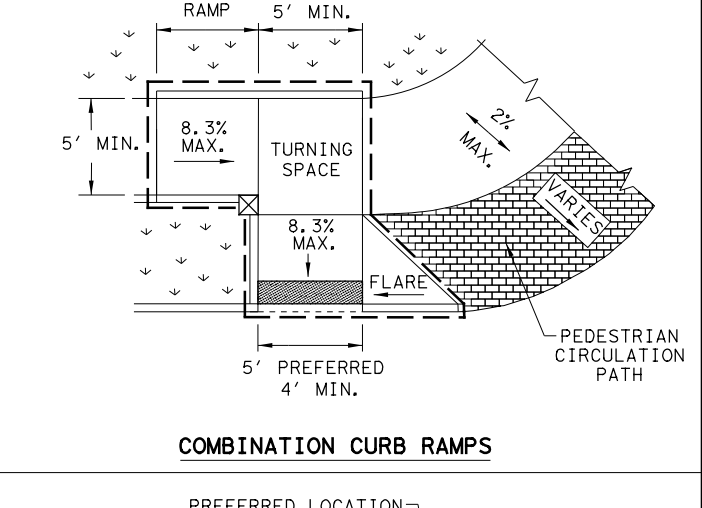 RAMP
5' MIN.
5' MIN.
8.3%
MAX.
TURNING
SPACE
2%
MAX.
VARIES
8.3%
MAX.
FLARE
PEDESTRIAN
CIRCULATION
PATH
5' PREFERRED
4' MIN.
COMBINATION CURB RAMPS
PREFERRED LOCATION